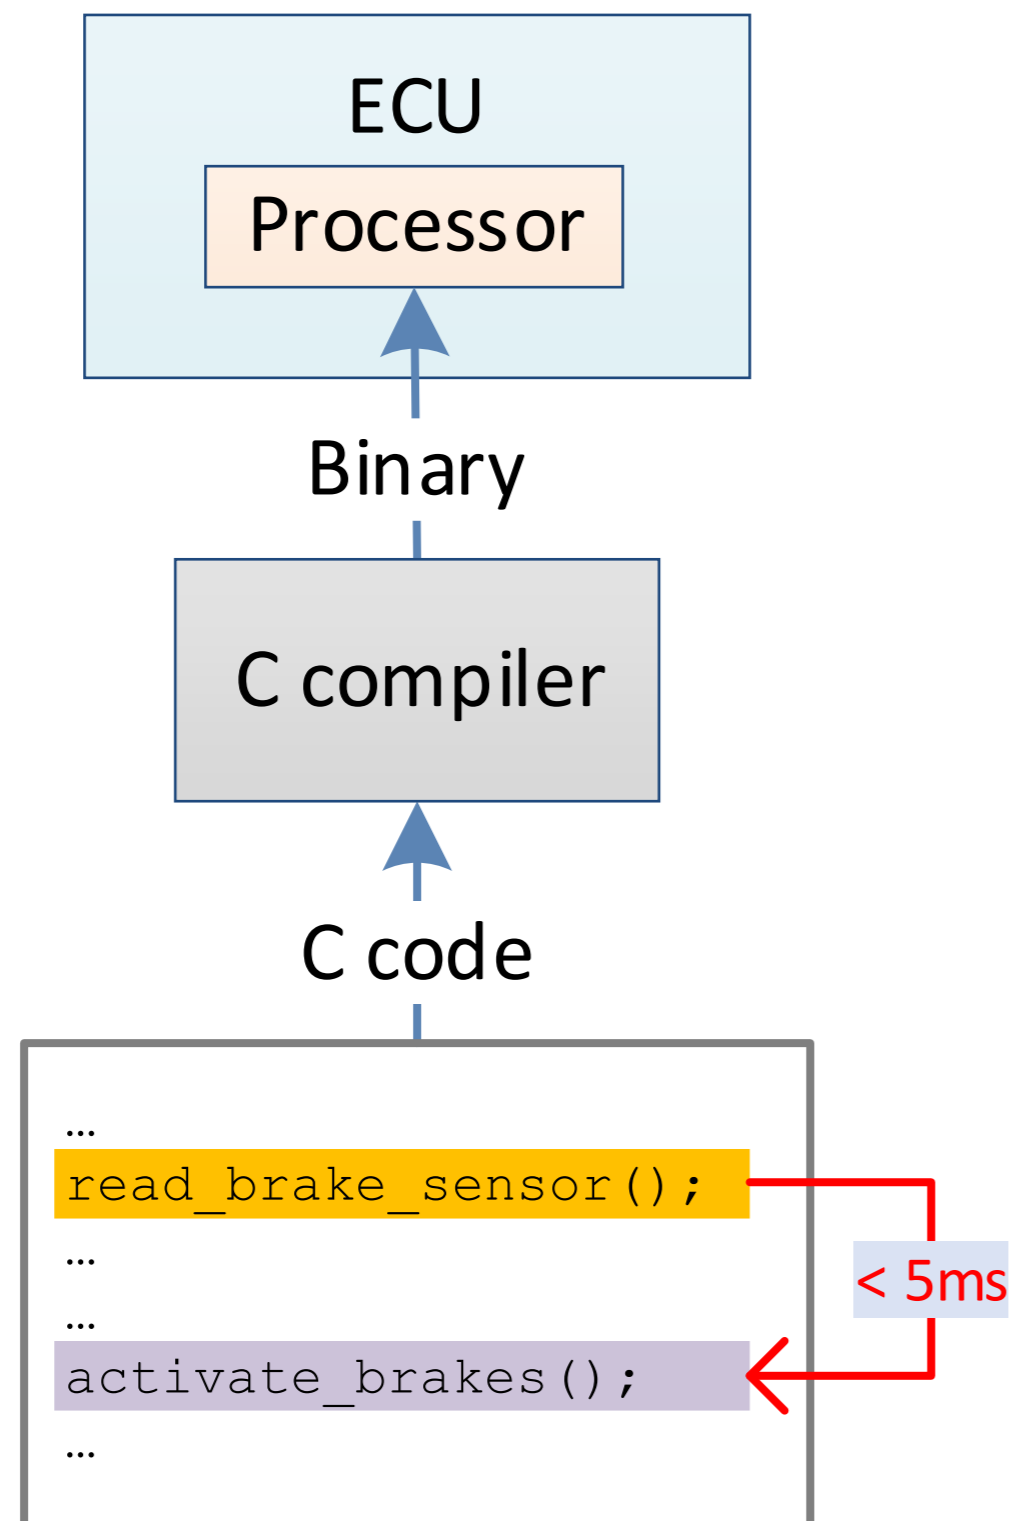 ECU
Processor
Binary
C compiler
C code
…
read_brake_sensor();
…
< 5ms
…
activate_brakes();
…